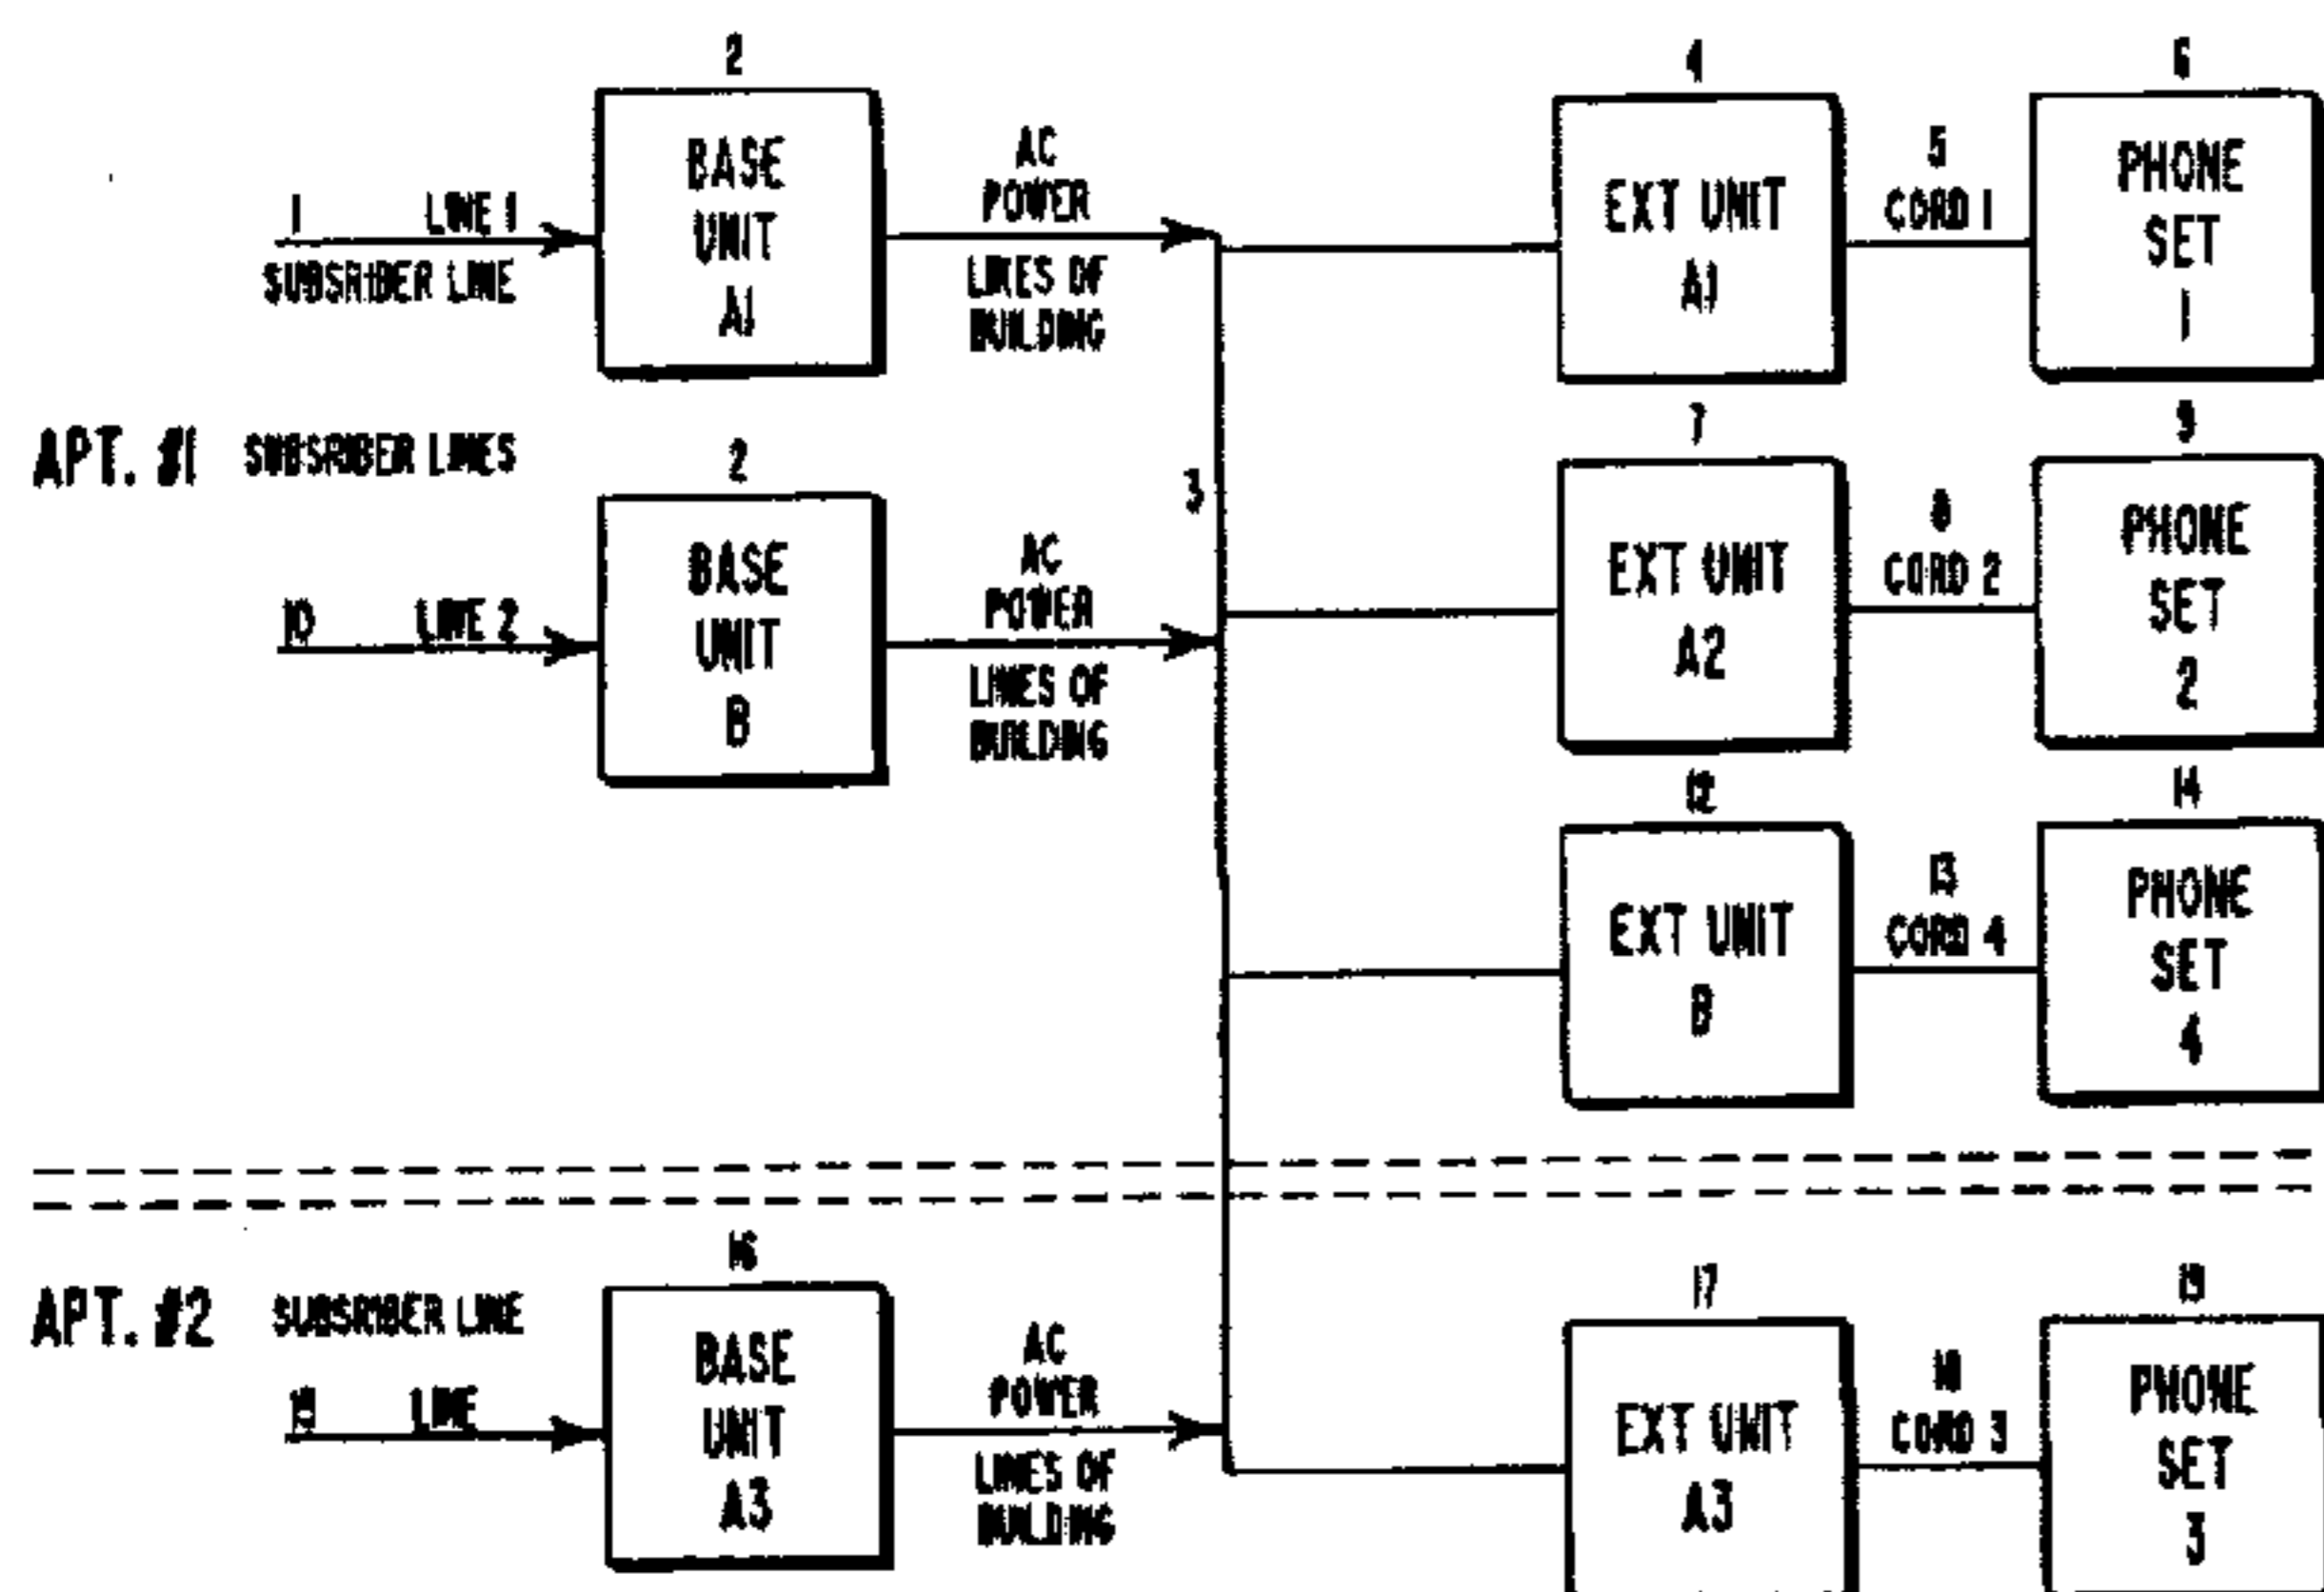 2
BASE
UNIT
A1
1
LINE 1
SUBSRIBER LINE
AC
POWER
LINES OF
BUILDING
4
EXT UNIT
A1
5
CORD 1
6
PHONE
SET
1
APT. #1
SUBSRIBER LINES
2
BASE
UNIT
B
10
LINE 2
AC
POWER
LINES OF
BUILDING
3
7
EXT UNIT
A2
8
CORD 2
9
PHONE
SET
2
12
EXT UNIT
B
13
CORD 4
14
PHONE
SET
4
APT. #2
SUBSRIBER LINE
LINE
16
BASE
UNIT
A3
AC
POWER
LINES OF
BUILDING
17
EXT UNIT
A3
18
CORD 3
19
PHONE
SET
3